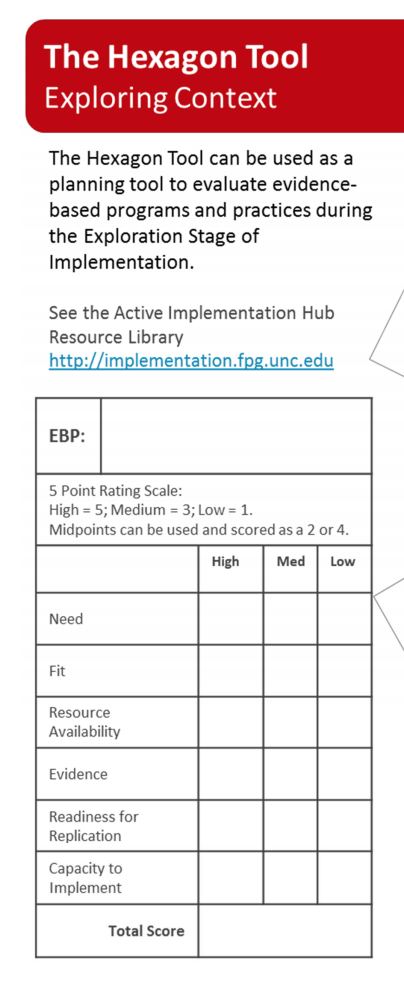 The Hexagon Tool
Exploring Context
The Hexagon Tool can be used as a
planning tool to evaluate evidence-
based programs and practices during
the Exploration Stage of
Implementation.
See the Active Implementation Hub
Resource Library
http://implementation.fpg.unc.edu
EBP:
5 Point Rating Scale:
High = 5; Medium = 3; Low = 1.
Midpoints can be used and scored as a 2 or 4.
High Med Low
Need
Fit
Resource
Availability
Evidence
Readiness for
Replication
Capacity to
Implement
Total Score